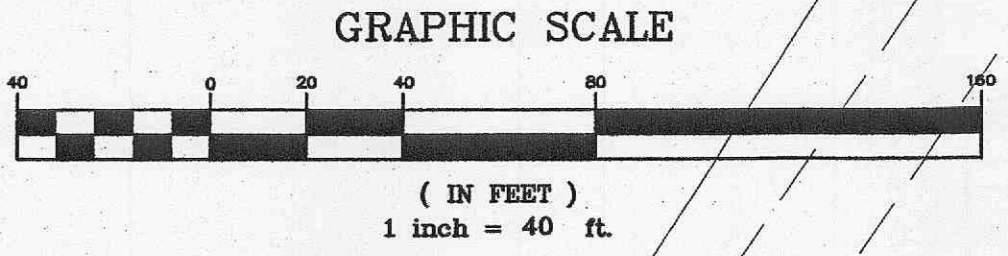 GRAPHIC SCALE
40 0 20 40 80 160
( IN FEET )
1 inch = 40 ft.